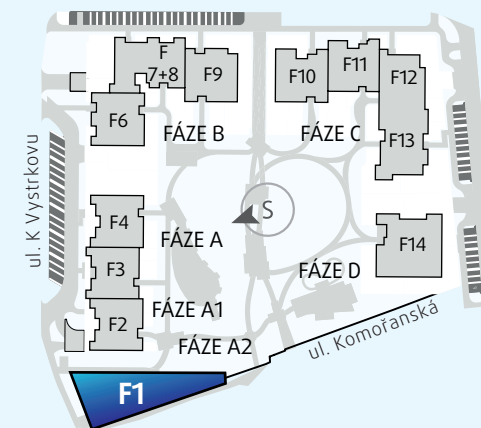 F
7+8
F9
F10
F11
F12
F6
FÁZE B
FÁZE C
F13
ul. K Vystrkovu
F4
S
FÁZE A
F14
F3
FÁZE D
FÁZE A1
F2
FÁZE A2
ul. Komořanská
F1